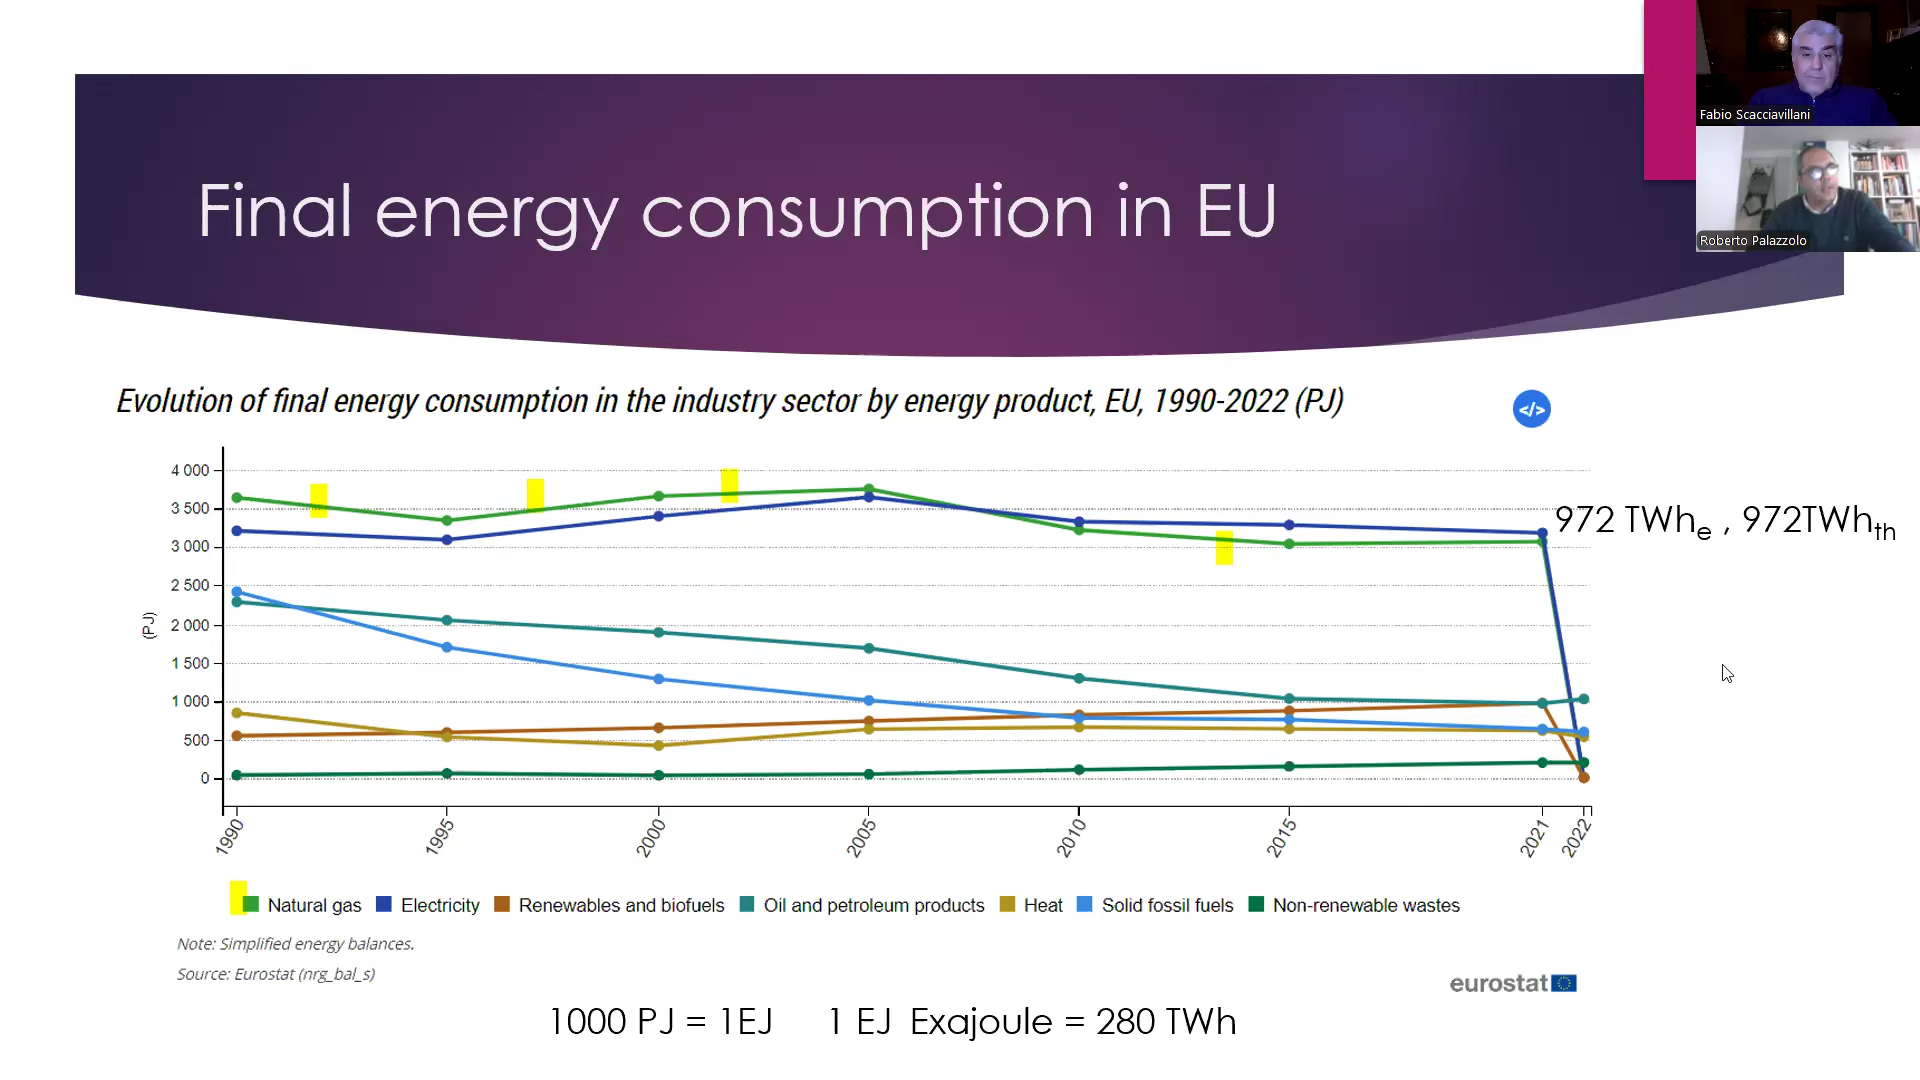 Fabio Scacciavillani
Roberto Palazzolo
Final energy consumption in EU
Evolution of final energy consumption in the industry sector by energy product, EU, 1990-2022 (PJ)
</>
4 000
3 500
3 000
2 500
2 000
1 500
1 000
500
0
(PJ)
972 TWhe , 972TWhth
1990
1995
2000
2005
2010
2015
2021
2022
Natural gas Electricity Renewables and biofuels Oil and petroleum products Heat Solid fossil fuels Non-renewable wastes
Note: Simplified energy balances.
Source: Eurostat (nrg_bal_s)
eurostat
1000 PJ = 1EJ 1 EJ Exajoule = 280 TWh